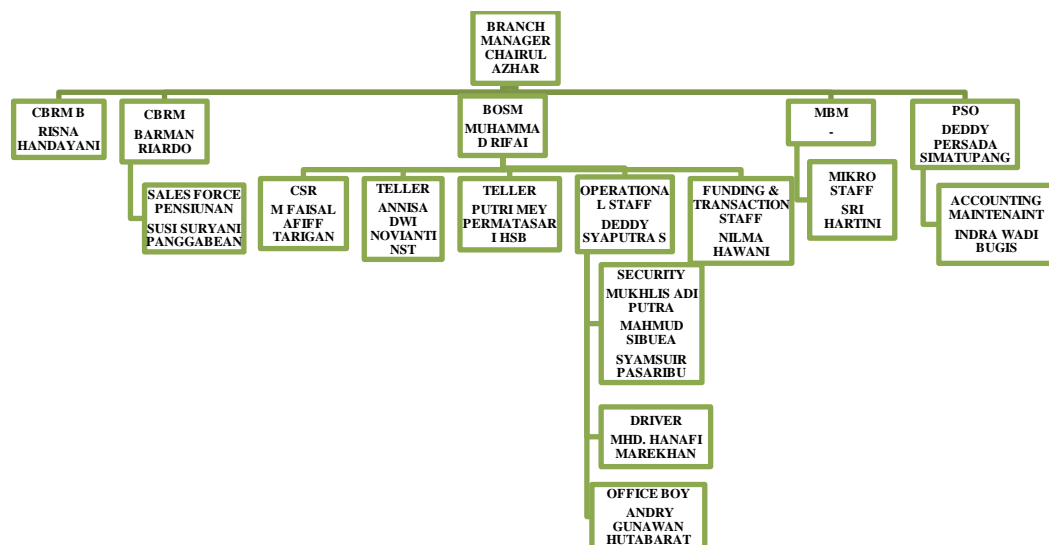 BRANCH
MANAGER
CHAIRUL
AZHAR
CBRM B
RISNA
HANDAYANI
CBRM
BARMAN
RIARDO
BOSM
MUHAMMA
D RIFAI
MBM
-
PSO
DEDDY
PERSADA
SIMATUPANG
SALES FORCE
PENSIUNAN
SUSI SURYANI
PANGGABEAN
CSR
M FAISAL
AFIFF
TARIGAN
TELLER
ANNISA
DWI
NOVIANTI
NST
TELLER
PUTRI MEY
PERMATASAR
I HSB
OPERATIONA
L STAFF
DEDDY
SYAPUTRA S
FUNDING &
TRANSACTION
STAFF
NILMA
HAWANI
MIKRO
STAFF
SRI
HARTINI
ACCOUNTING
MAINTENAINT
INDRA WADI
BUGIS
SECURITY
MUKHLIS ADI
PUTRA
MAHMUD
SIBUEA
SYAMSUIR
PASARIBU
DRIVER
MHD. HANAFI
MAREKHAN
OFFICE BOY
ANDRY
GUNAWAN
HUTABARAT